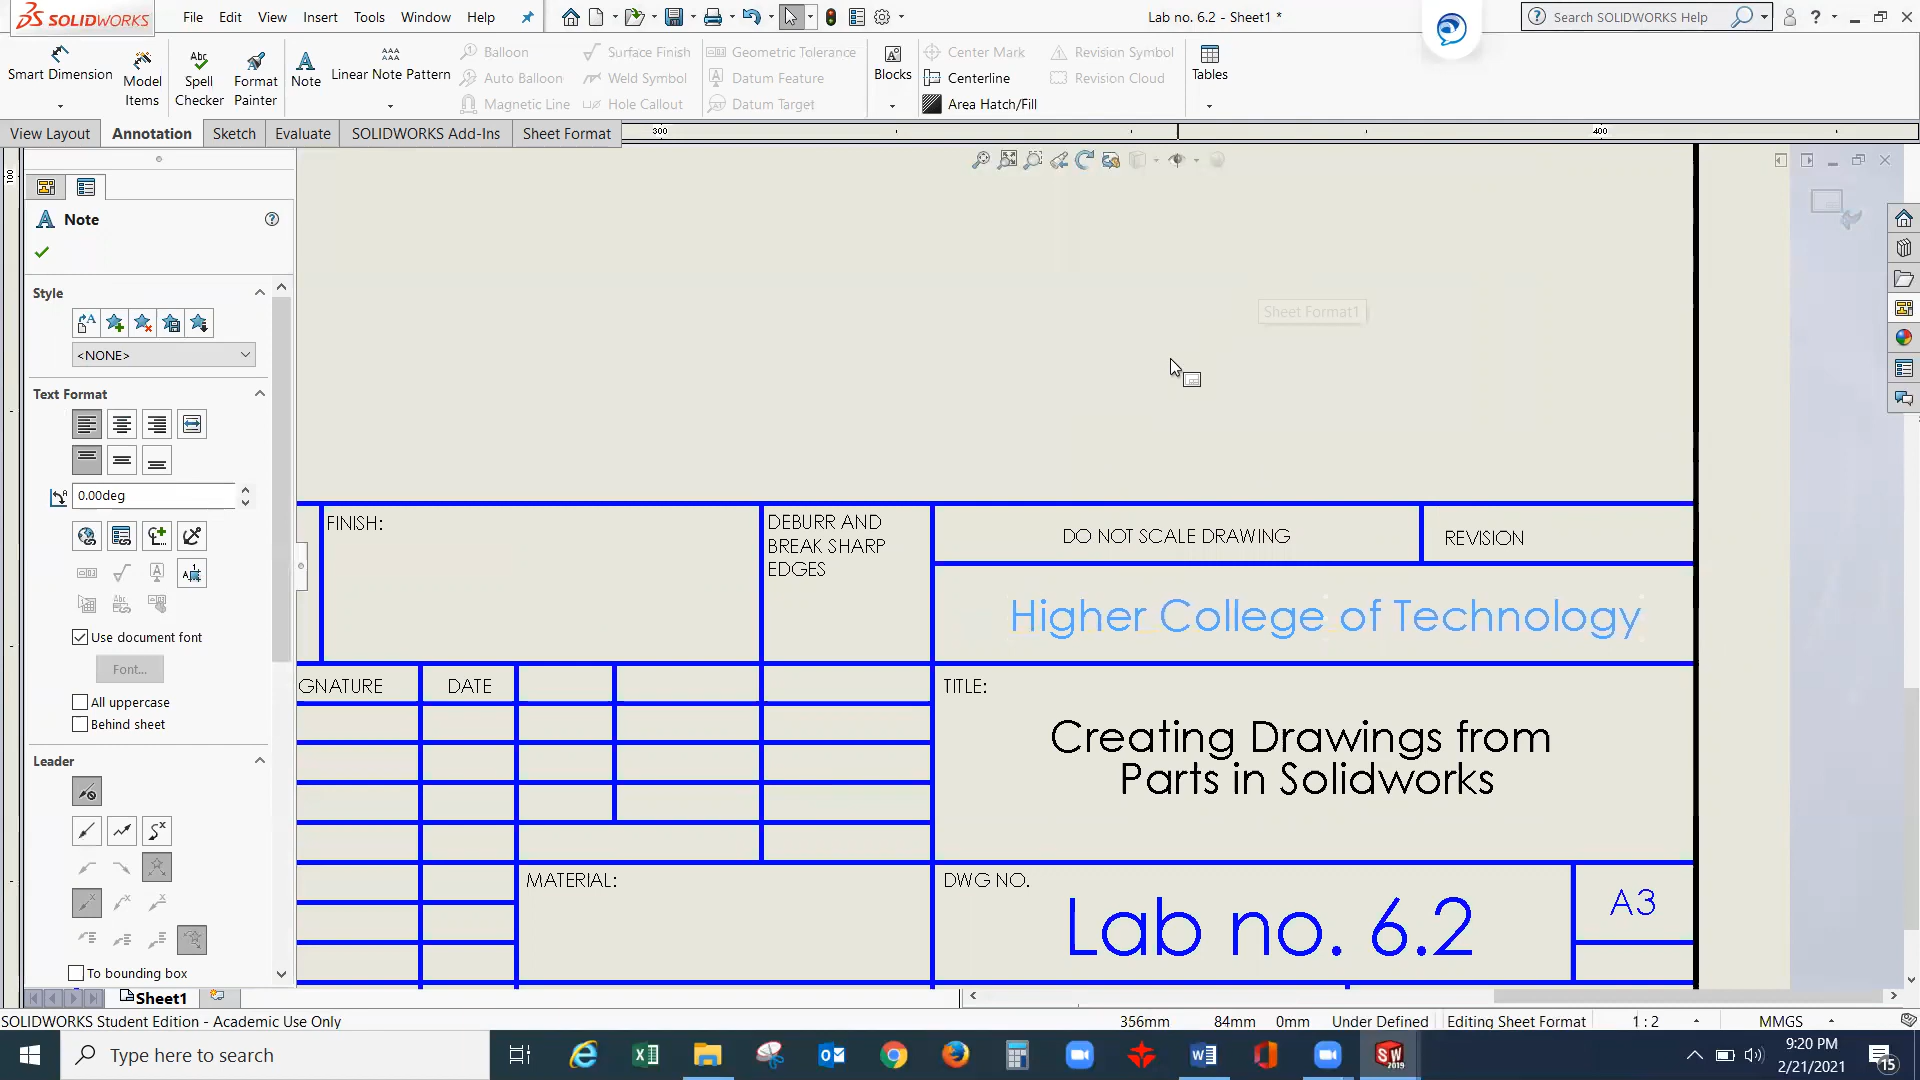 SOLIDWORKS
File Edit View Insert Tools Window Help
Lab no. 6.2 - Sheet1 *
Search SOLIDWORKS Help
Smart Dimension
Model Items
Spell Checker
Format Painter
Note
Linear Note Pattern
Balloon
Auto Balloon
Magnetic Line
Surface Finish
Weld Symbol
Hole Callout
Geometric Tolerance
Datum Feature
Datum Target
Blocks
Center Mark
Centerline
Area Hatch/Fill
Revision Symbol
Revision Cloud
Tables
View Layout Annotation Sketch Evaluate SOLIDWORKS Add-Ins Sheet Format
300 400
100
Note
Style
<NONE>
Text Format
0.00deg
Use document font
Font...
All uppercase
Behind sheet
Leader
To bounding box
Sheet Format1
FINISH:
DEBURR AND
BREAK SHARP
EDGES
DO NOT SCALE DRAWING
REVISION
Higher College of Technology
GNATURE
DATE
TITLE:
Creating Drawings from
Parts in Solidworks
MATERIAL:
DWG NO.
Lab no. 6.2
A3
Sheet1
SOLIDWORKS Student Edition - Academic Use Only
356mm 84mm 0mm Under Defined Editing Sheet Format 1 : 2 MMGS
Type here to search
SW
2019
9:20 PM
2/21/2021
15